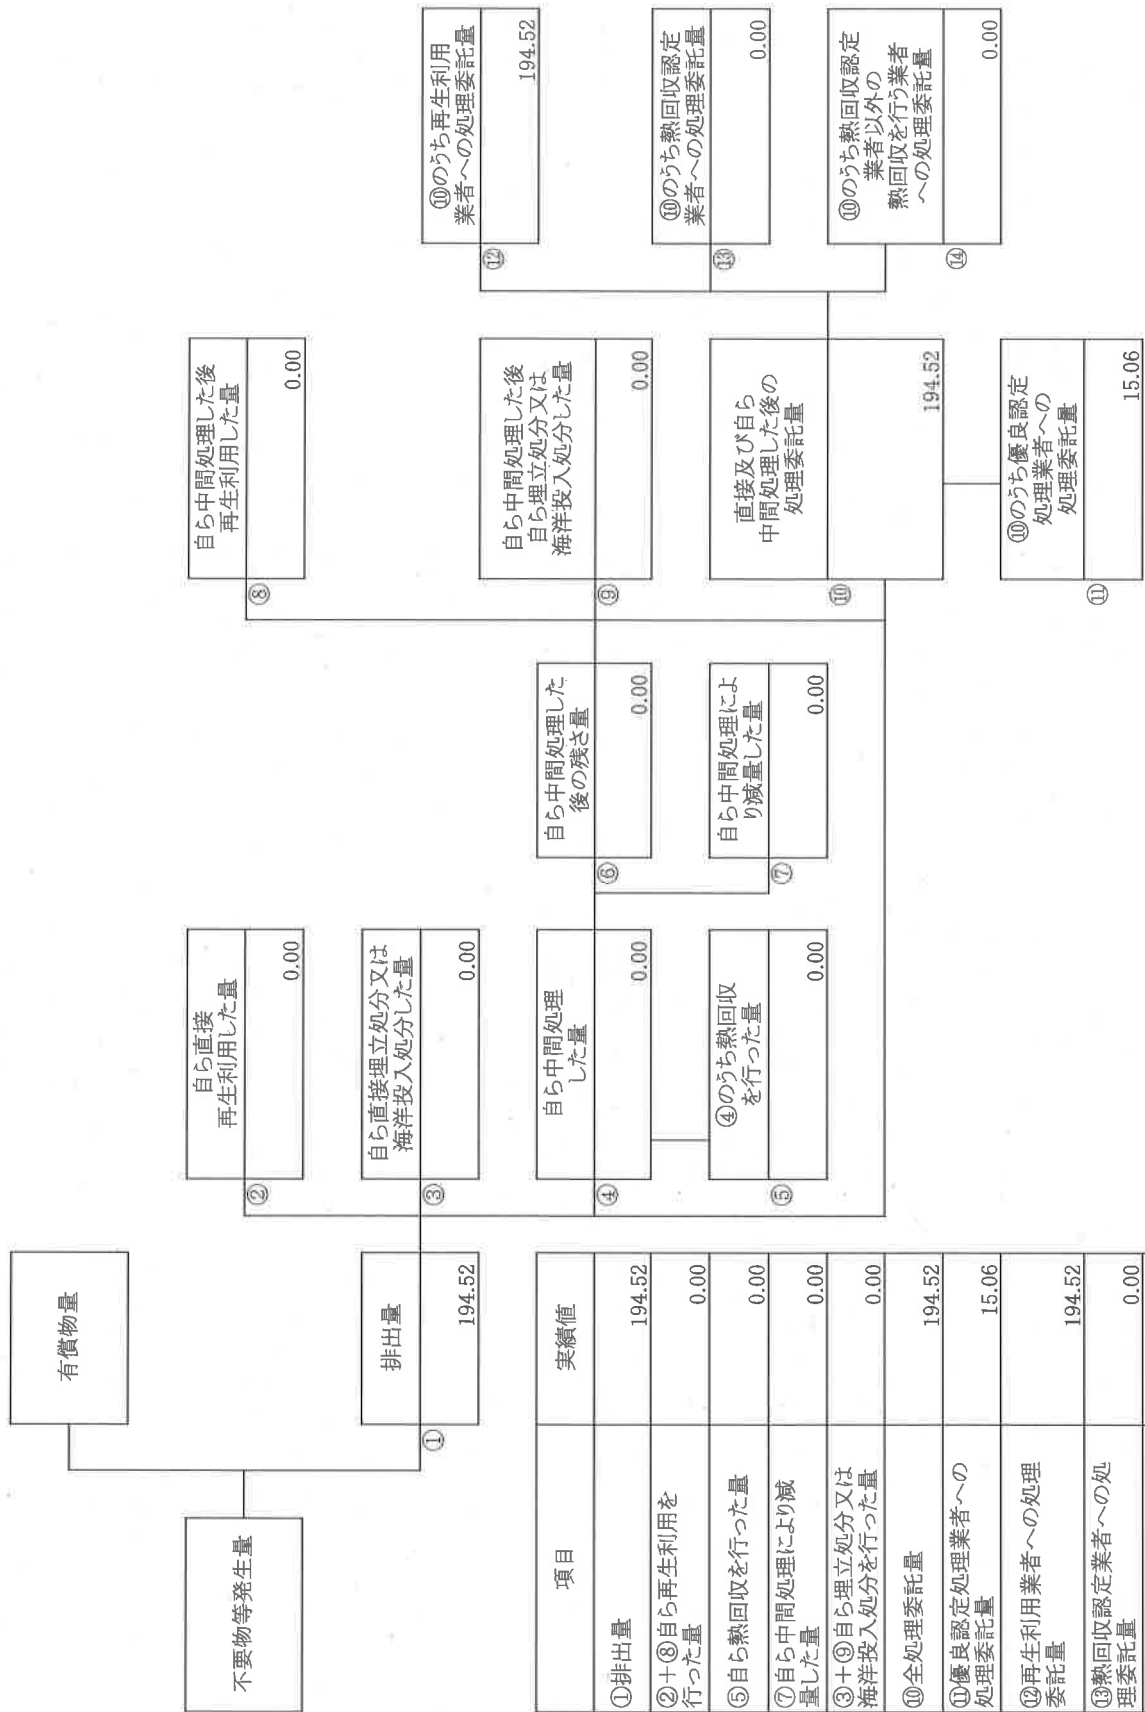 不要物等発生量
有償物量
排出量
①
194.52
自ら直接
再生利用した量
②
0.00
自ら直接埋立処分又は
海洋投入処分した量
③
0.00
自ら中間処理
した量
④
0.00
④のうち熱回収
を行った量
⑤
0.00
自ら中間処理した
後の残さ量
⑥
0.00
自ら中間処理によ
り減量した量
⑦
0.00
自ら中間処理した後
再生利用した量
⑧
0.00
自ら中間処理した後
自ら埋立処分又は
海洋投入処分した量
⑨
0.00
直接及び自ら
中間処理した後の
処理委託量
⑩
194.52
⑩のうち優良認定
処理業者への
処理委託量
⑪
15.06
⑩のうち再生利用
業者への処理委託量
⑫
194.52
⑩のうち熱回収認定
業者への処理委託量
⑬
0.00
⑩のうち熱回収認定
業者以外の
熱回収を行う業者
への処理委託量
⑭
0.00
項目 実績値
①排出量 194.52
②＋⑧自ら再生利用を
行った量 0.00
⑤自ら熱回収を行った量 0.00
⑦自ら中間処理により減
量した量 0.00
③＋⑨自ら埋立処分又は
海洋投入処分を行った量 0.00
⑩全処理委託量 194.52
⑪優良認定処理業者への
処理委託量 15.06
⑫再生利用業者への処理
委託量 194.52
⑬熱回収認定業者への処
理委託量 0.00